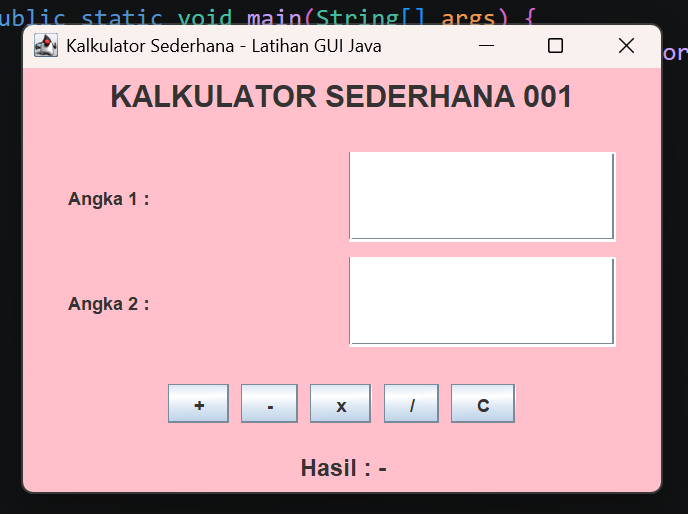 ublic static void main(String[] args) {
Kalkulator Sederhana - Latihan GUI Java
or
KALKULATOR SEDERHANA 001
Angka 1 :
Angka 2 :
+ - x / C
Hasil : -